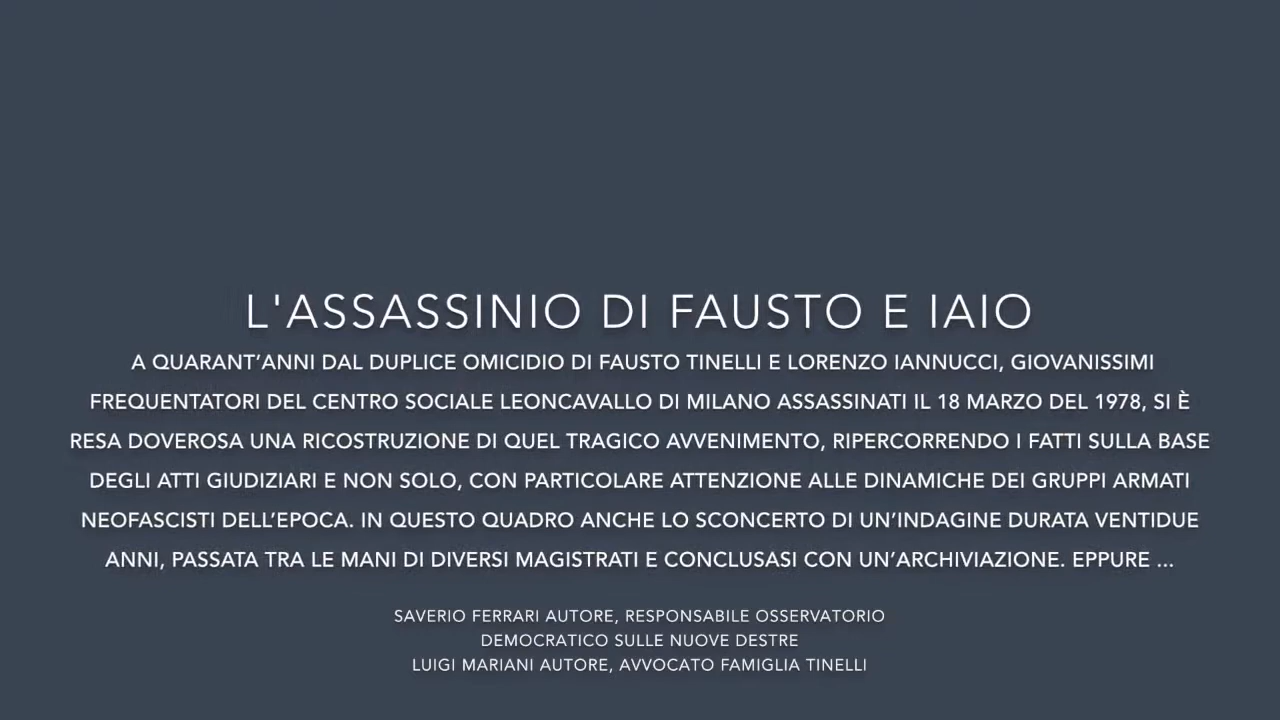 L'ASSASSINIO DI FAUSTO E IAIO
A QUARANT’ANNI DAL DUPLICE OMICIDIO DI FAUSTO TINELLI E LORENZO IANNUCCI, GIOVANISSIMI
FREQUENTATORI DEL CENTRO SOCIALE LEONCAVALLO DI MILANO ASSASSINATI IL 18 MARZO DEL 1978, SI È
RESA DOVEROSA UNA RICOSTRUZIONE DI QUEL TRAGICO AVVENIMENTO, RIPERCORRENDO I FATTI SULLA BASE
DEGLI ATTI GIUDIZIARI E NON SOLO, CON PARTICOLARE ATTENZIONE ALLE DINAMICHE DEI GRUPPI ARMATI
NEOFASCISTI DELL’EPOCA. IN QUESTO QUADRO ANCHE LO SCONCERTO DI UN’INDAGINE DURATA VENTIDUE
ANNI, PASSATA TRA LE MANI DI DIVERSI MAGISTRATI E CONCLUSASI CON UN’ARCHIVIAZIONE. EPPURE ...
SAVERIO FERRARI AUTORE, RESPONSABILE OSSERVATORIO
DEMOCRATICO SULLE NUOVE DESTRE
LUIGI MARIANI AUTORE, AVVOCATO FAMIGLIA TINELLI